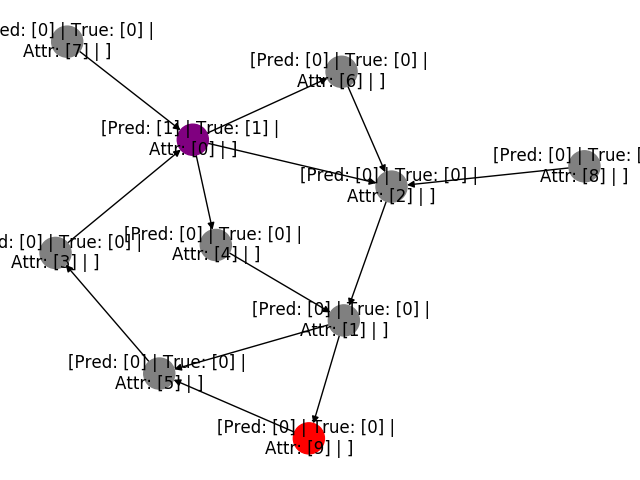 ed: [0] | True: [0] |
Attr: [7] | ]
[Pred: [0] | True: [0] |
Attr: [6] | ]
[Pred: [1] | True: [1] |
Attr: [0] | ]
[Pred: [0] | True: [
Attr: [8] | ]
[Pred: [0] | True: [0] |
Attr: [2] | ]
[Pred: [0] | True: [0] |
Attr: [4] | ]
d: [0] | True: [0] |
Attr: [3] | ]
[Pred: [0] | True: [0] |
Attr: [1] | ]
[Pred: [0] | True: [0] |
Attr: [5] | ]
[Pred: [0] | True: [0] |
Attr: [9] | ]